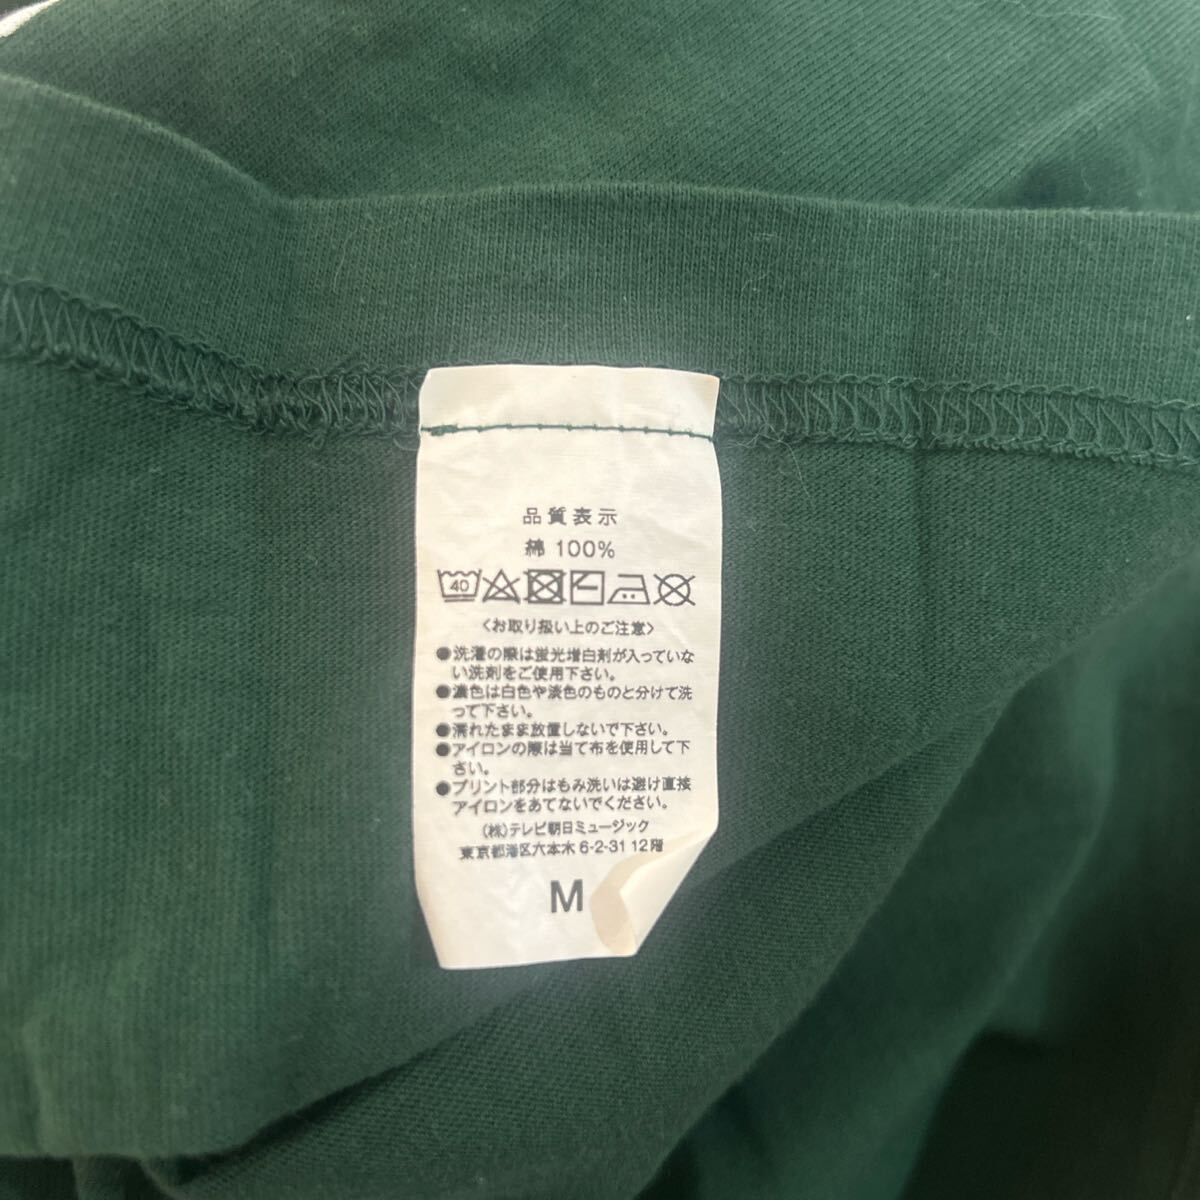 品質表示
綿 100%
40
<お取り扱い上のご注意>
●洗濯の際は蛍光増白剤が入っていな
い洗剤をご使用下さい。
●濃色は白色や淡色のものと分けて洗
って下さい。
●濡れたまま放置しないで下さい。
●アイロンの際は当て布を使用して下
さい。
●プリント部分はもみ洗いは避け直接
アイロンをあてないでください。
(株)テレビ朝日ミュージック
東京都港区六本木 6-2-31 12階
M